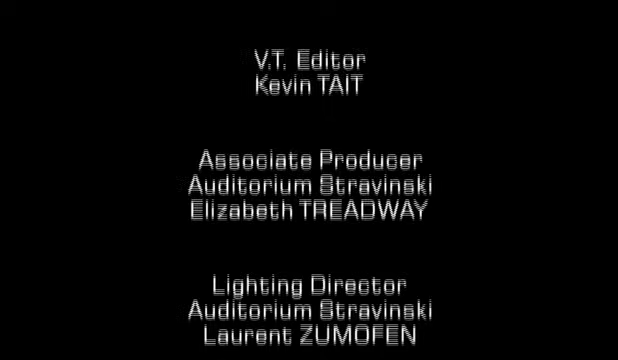 V.T. Editor
Kevin TAIT
Associate Producer
Auditorium Stravinski
Elizabeth TREADWAY
Lighting Director
Auditorium Stravinski
Laurent ZUMOFEN